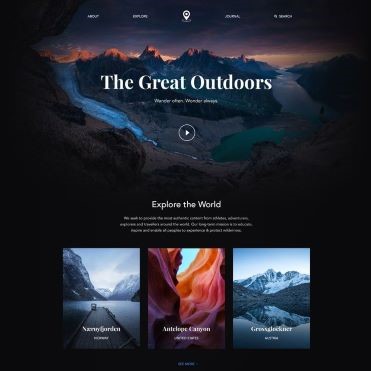 ABOUT
EXPLORE
JOURNAL
SEARCH
The Great Outdoors
Wander often, Wonder always
Explore the World
We seek to provide the most authentic content from athletes, adventurers,
explorers and travelers around the world. Our long-term mission is to educate,
inspire and enable all peoples to experience & protect wilderness.
Nærøyfjorden
NORWAY
Antelope Canyon
UNITED STATES
Grossglockner
AUSTRIA
SEE MORE